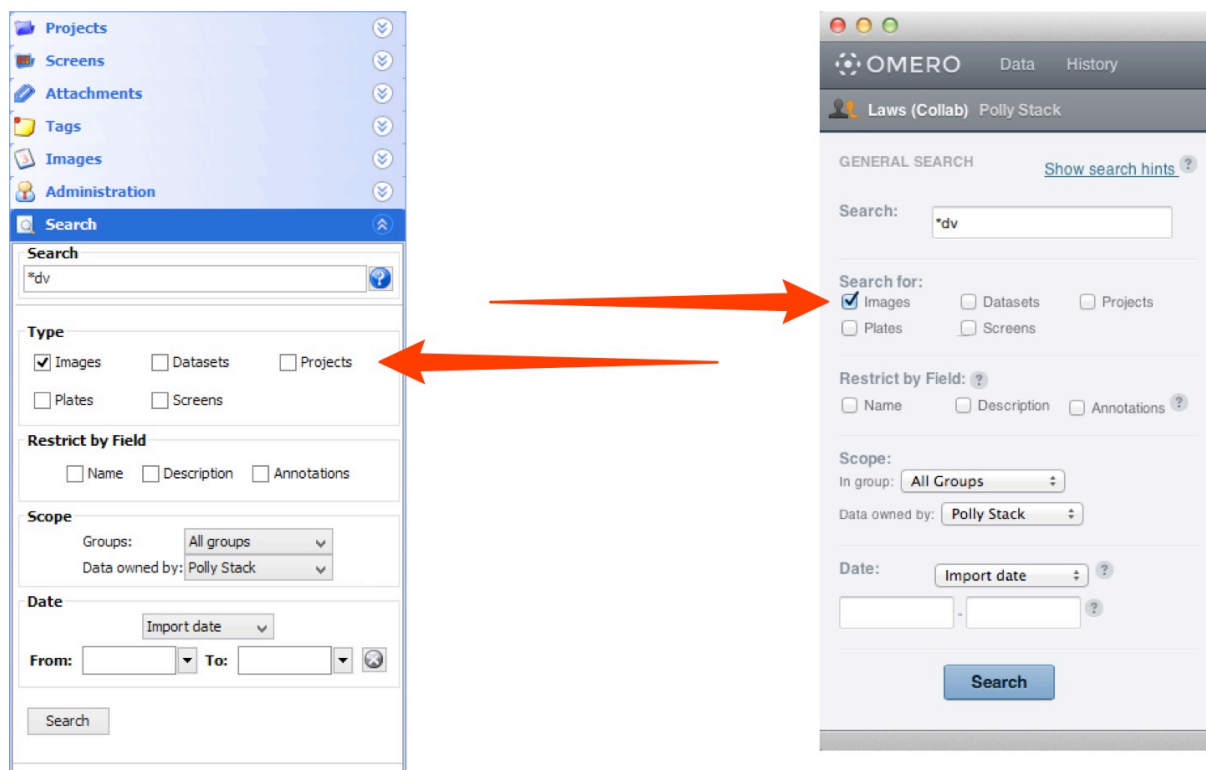 Projects
Screens
Attachments
Tags
Images
Administration
Search
Search
*dv
Type
Images Datasets Projects
Plates Screens
Restrict by Field
Name Description Annotations
Scope
Groups: All groups
Data owned by: Polly Stack
Date
Import date
From: To:
Search
OMERO Data History
Laws (Collab) Polly Stack
GENERAL SEARCH Show search hints ?
Search: *dv
Search for:
Images Datasets Projects
Plates Screens
Restrict by Field: ?
Name Description Annotations ?
Scope:
In group: All Groups
Data owned by: Polly Stack
Date: Import date ?
- ?
Search